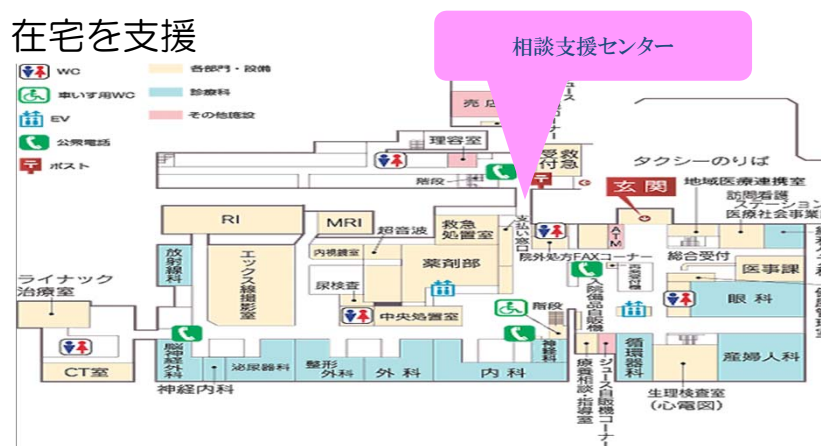 在宅を支援
相談支援センター
WC
車いす用WC
EV
公衆電話
ポスト
各部門・設備
診療科
その他施設
売店
理容室
階段
救急
受付
タクシーのりば
玄関
地域医療連携室
訪問看護
ステーション
医療社会事業
RI
MRI
超音波
救急
処置室
支払い窓口
ATM
院外処方FAXコーナー
総合受付
医事課
放射線科
エックス線撮影室
内視鏡室
薬剤部
尿検査
中央処置室
入院備品自販機
眼科
ライナック
治療室
階段
CT室
脳神経外科
神経内科
泌尿器科
整形
外科
外科
内科
神経科
療養相談・指導室
ジュース自販機コーナー
循環器科
生理検査室
(心電図)
産婦人科